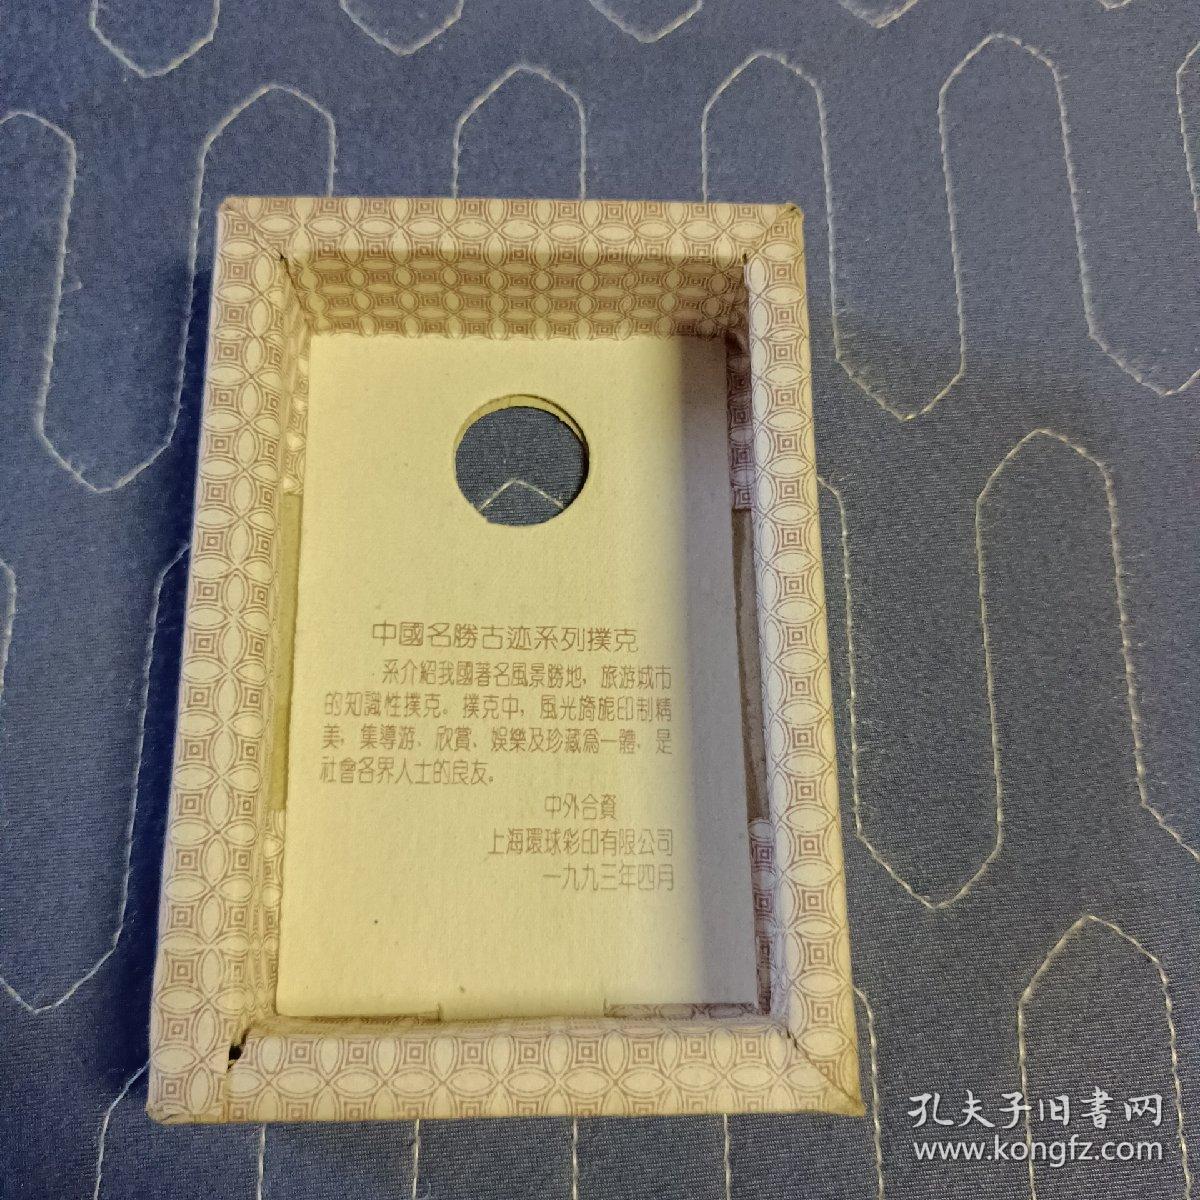 中國名勝古迹系列撲克
系介紹我國著名風景勝地，旅游城市
的知識性撲克。撲克中，風光旖旎印制精
美，集導游、欣賞、娛樂及珍藏爲一體，是
社會各界人士的良友。
中外合資
上海環球彩印有限公司
一九九三年四月
孔夫子旧書网
www.kongfz.com